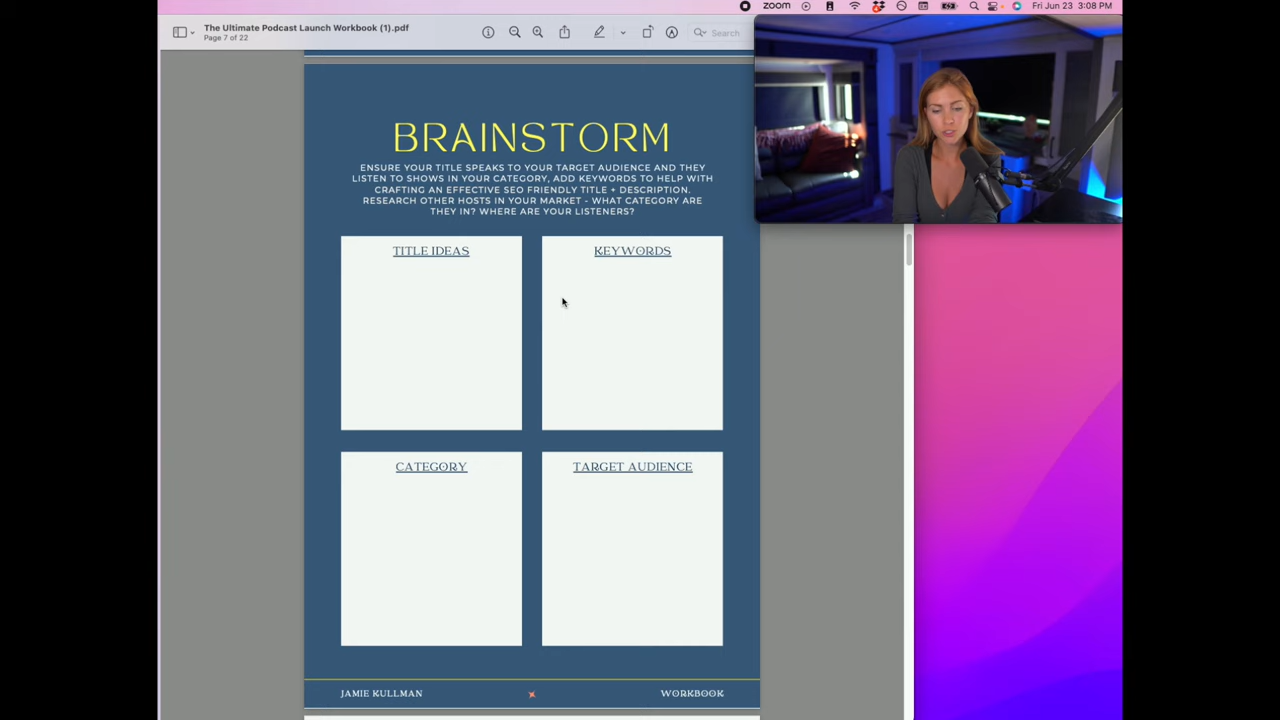 zoom
Fri Jun 23 3:08 PM
The Ultimate Podcast Launch Workbook (1).pdf
Page 7 of 22
Search
BRAINSTORM
ENSURE YOUR TITLE SPEAKS TO YOUR TARGET AUDIENCE AND THEY
LISTEN TO SHOWS IN YOUR CATEGORY, ADD KEYWORDS TO HELP WITH
CRAFTING AN EFFECTIVE SEO FRIENDLY TITLE + DESCRIPTION.
RESEARCH OTHER HOSTS IN YOUR MARKET - WHAT CATEGORY ARE
THEY IN? WHERE ARE YOUR LISTENERS?
TITLE IDEAS
KEYWORDS
CATEGORY
TARGET AUDIENCE
JAMIE KULLMAN
WORKBOOK